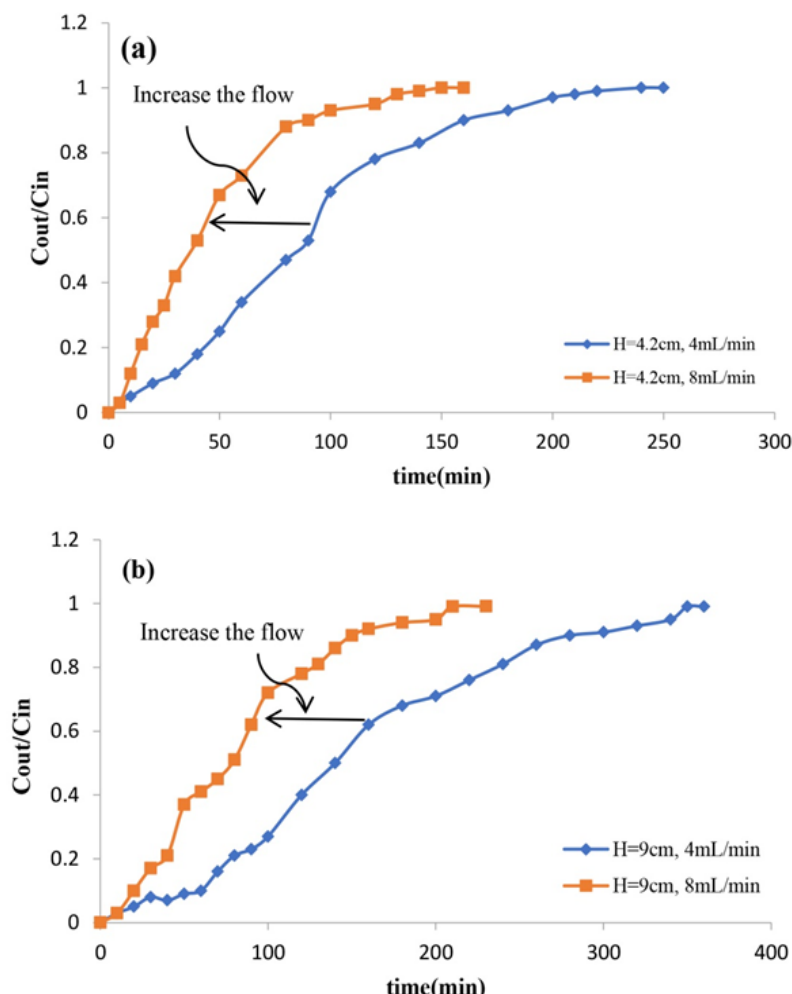 (a)
Increase the flow
1.2
1
0.8
0.6
0.4
0.2
0
Cout/Cin
0 50 100 150 200 250 300
time(min)
H=4.2cm, 4mL/min
H=4.2cm, 8mL/min
(b)
Increase the flow
1.2
1
0.8
0.6
0.4
0.2
0
Cout/Cin
0 100 200 300 400
time(min)
H=9cm, 4mL/min
H=9cm, 8mL/min